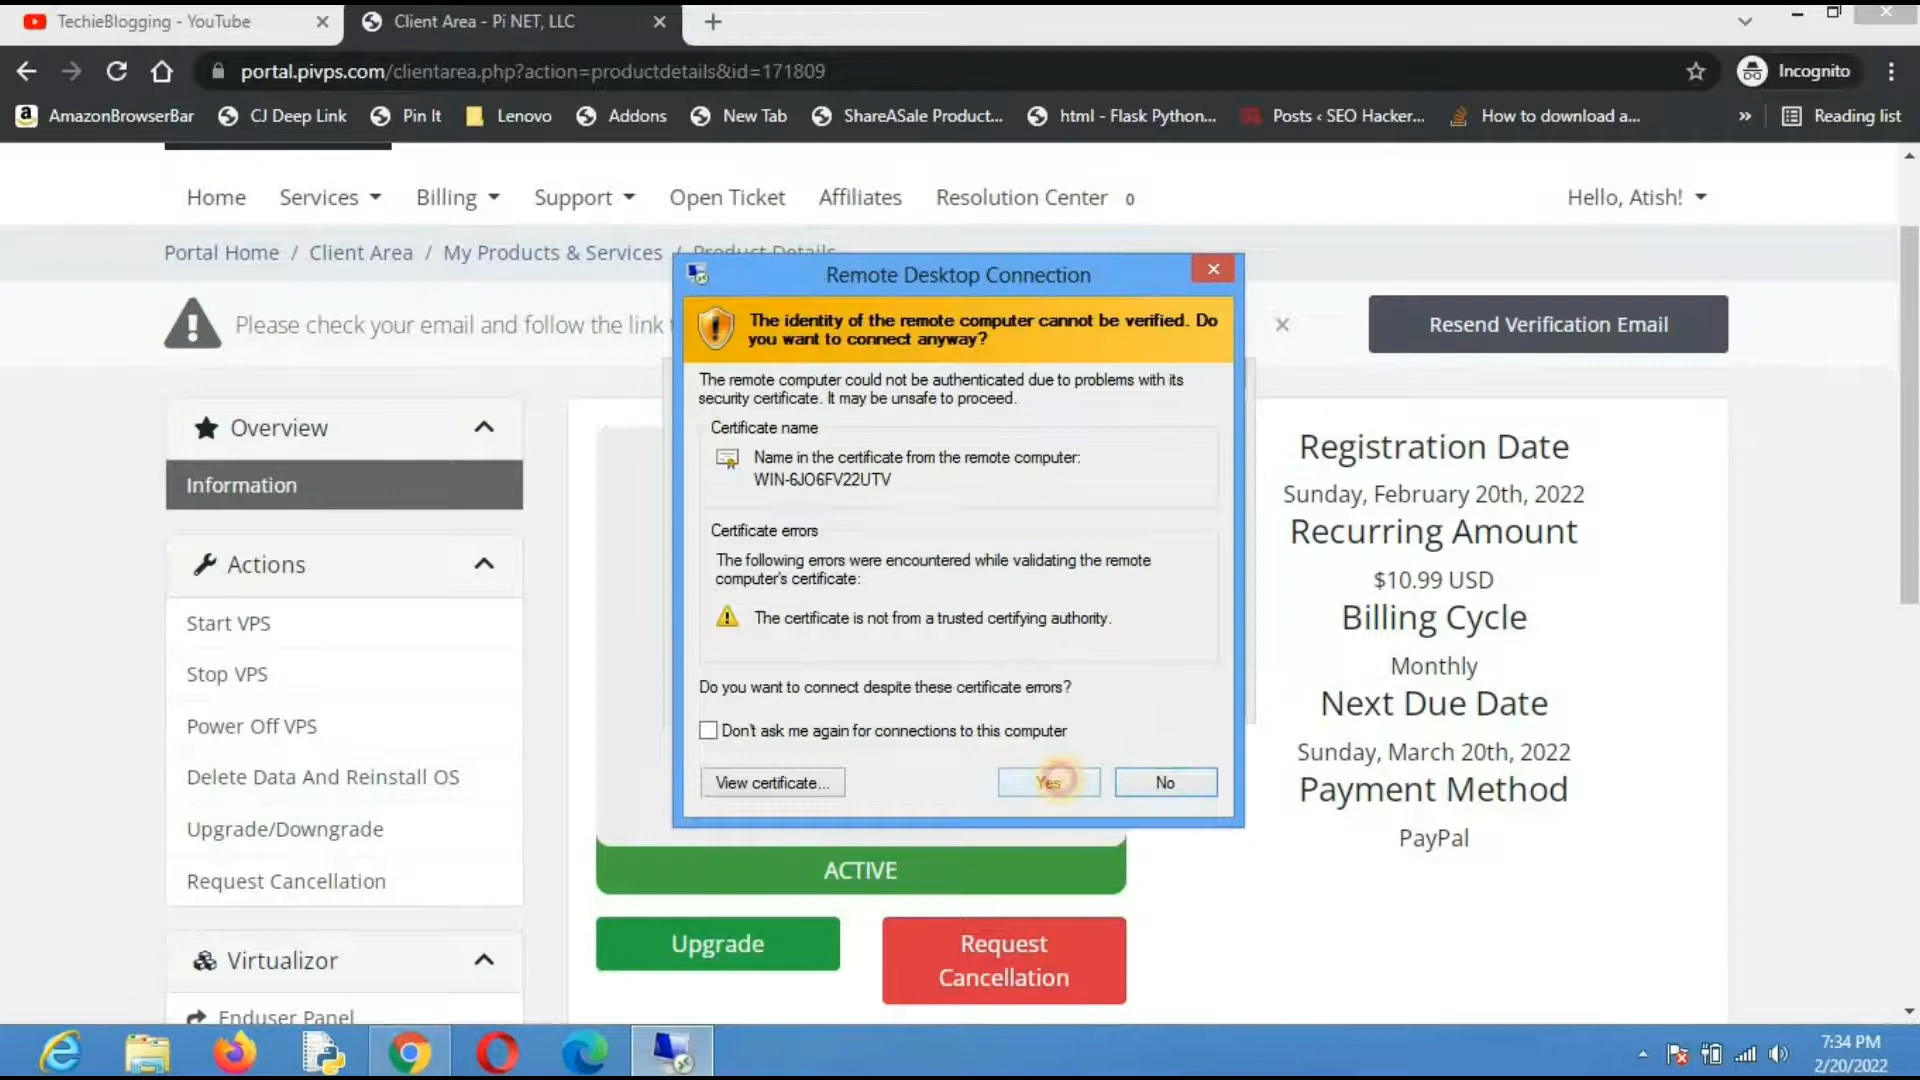 TechieBlogging - YouTube
Client Area - Pi NET, LLC
portal.pivps.com/clientarea.php?action=productdetails&id=171809
Incognito
AmazonBrowserBar
CJ Deep Link
Pin It
Lenovo
Addons
New Tab
ShareASale Product...
html - Flask Python...
Posts ‹ SEO Hacker...
How to download a...
»
Reading list
Home
Services
Billing
Support
Open Ticket
Affiliates
Resolution Center 0
Hello, Atish!
Portal Home / Client Area / My Products & Services / Product Details
Please check your email and follow the link
Resend Verification Email
Remote Desktop Connection
The identity of the remote computer cannot be verified. Do
you want to connect anyway?
The remote computer could not be authenticated due to problems with its
security certificate. It may be unsafe to proceed.
Certificate name
Name in the certificate from the remote computer:
WIN-6JO6FV22UTV
Certificate errors
The following errors were encountered while validating the remote
computer's certificate:
The certificate is not from a trusted certifying authority.
Do you want to connect despite these certificate errors?
Don't ask me again for connections to this computer
View certificate...
Yes
No
Overview
Information
Actions
Start VPS
Stop VPS
Power Off VPS
Delete Data And Reinstall OS
Upgrade/Downgrade
Request Cancellation
Virtualizor
Enduser Panel
ACTIVE
Upgrade
Request
Cancellation
Registration Date
Sunday, February 20th, 2022
Recurring Amount
$10.99 USD
Billing Cycle
Monthly
Next Due Date
Sunday, March 20th, 2022
Payment Method
PayPal
7:34 PM
2/20/2022